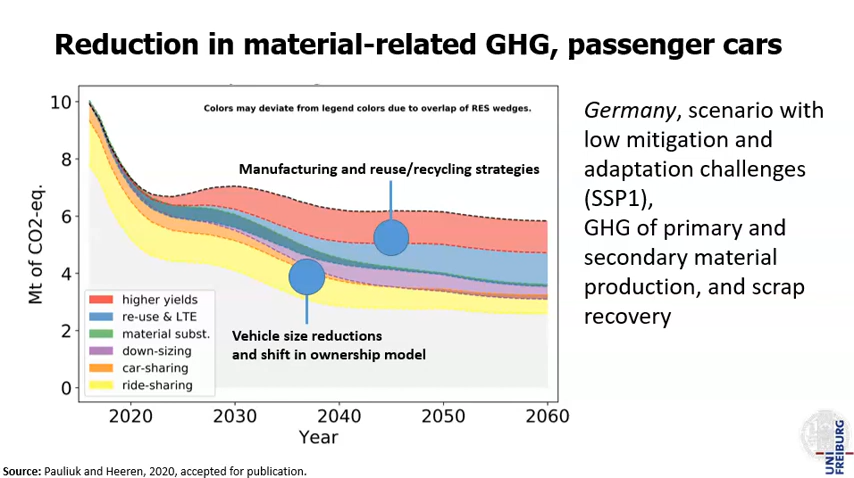 Reduction in material-related GHG, passenger cars
Colors may deviate from legend colors due to overlap of RES wedges.
Manufacturing and reuse/recycling strategies
Vehicle size reductions
and shift in ownership model
Mt of CO2-eq.
10
8
6
4
2
0
higher yields
re-use & LTE
material subst.
down-sizing
car-sharing
ride-sharing
2020
2030
2040
2050
2060
Year
Germany, scenario with
low mitigation and
adaptation challenges
(SSP1),
GHG of primary and
secondary material
production, and scrap
recovery
Source: Pauliuk and Heeren, 2020, accepted for publication.
UNI
FREIBURG